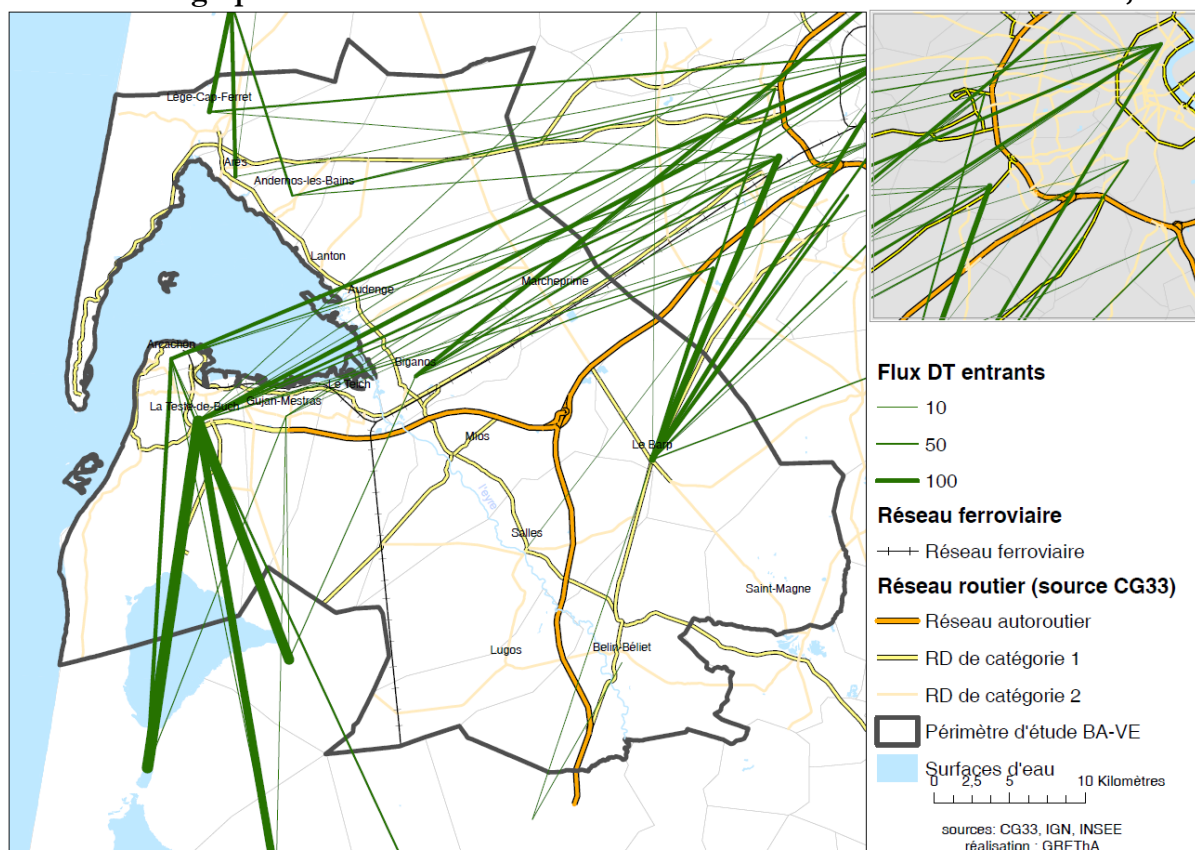 Lège-Cap-Ferret
Arès
Andernos-les-Bains
Lanton
Audenge
Marcheprime
Arcachon
Biganos
Le Teich
Gujan-Mestras
La Teste-de-Buch
Mios
Le Barp
l'eyre
Salles
Saint-Magne
Lugos
Belin-Béliet
Flux DT entrants
10
50
100
Réseau ferroviaire
Réseau ferroviaire
Réseau routier (source CG33)
Réseau autoroutier
RD de catégorie 1
RD de catégorie 2
Périmètre d'étude BA-VE
Surfaces d'eau
0 2,5 5 10 Kilomètres
sources: CG33, IGN, INSEE
réalisation : GREThA